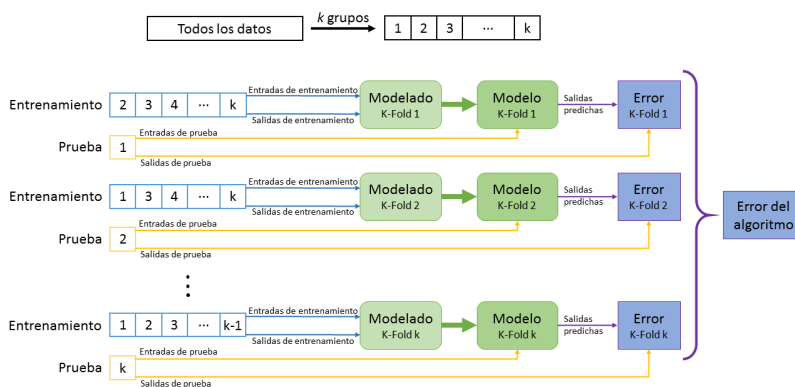 Todos los datos
k grupos
1 2 3 ... k
Entrenamiento
2 3 4 ... k
Entradas de entrenamiento
Salidas de entrenamiento
Modelado
K-Fold 1
Modelo
K-Fold 1
Salidas
predichas
Error
K-Fold 1
Prueba
1
Entradas de prueba
Salidas de prueba
Entrenamiento
1 3 4 ... k
Entradas de entrenamiento
Salidas de entrenamiento
Modelado
K-Fold 2
Modelo
K-Fold 2
Salidas
predichas
Error
K-Fold 2
Prueba
2
Entradas de prueba
Salidas de prueba
Error del
algoritmo
Entrenamiento
1 2 3 ... k-1
Entradas de entrenamiento
Salidas de entrenamiento
Modelado
K-Fold k
Modelo
K-Fold k
Salidas
predichas
Error
K-Fold k
Prueba
k
Entradas de prueba
Salidas de prueba